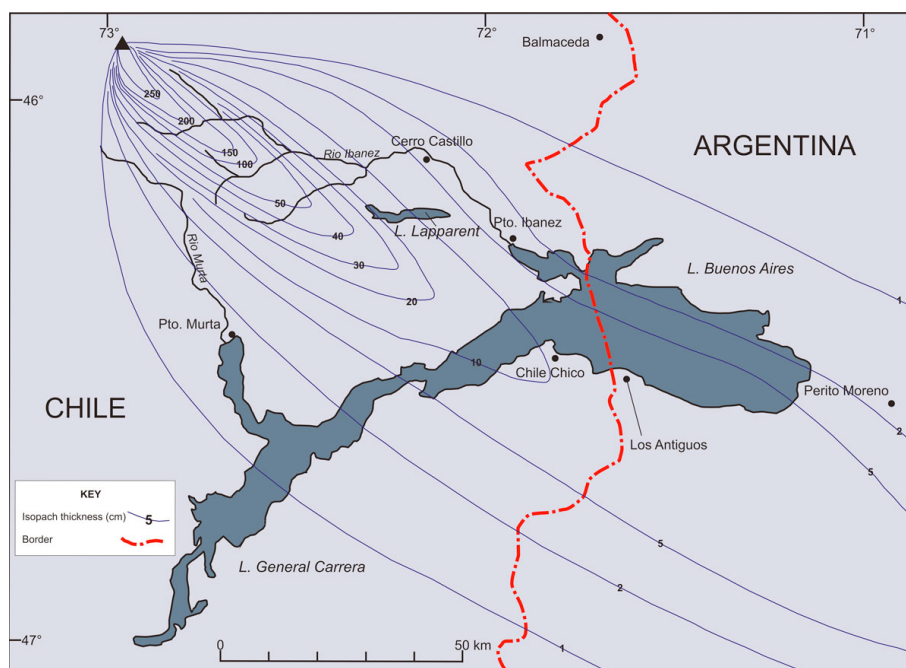 73°
72°
71°
Balmaceda
46°
250
200
150
100
Rio Ibanez
Cerro Castillo
ARGENTINA
50
Pto. Ibanez
L. Lapparent
40
Rio Murta
30
L. Buenos Aires
20
1
Pto. Murta
10
Chile Chico
Perito Moreno
CHILE
2
Los Antiguos
5
KEY
Isopach thickness (cm) 5
Border
5
L. General Carrera
2
47°
0 50 km
1